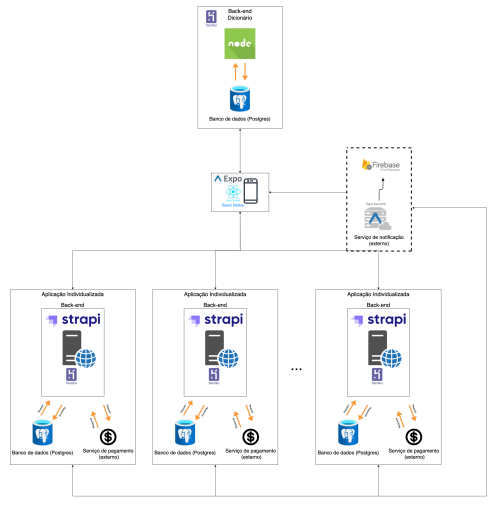 Back-end
Dicionário
heroku
node
Banco de dados (Postgres)
Expo
React Native
Firebase
Expo backend
Serviço de notificação
(externo)
Aplicação Individualizada
Back-end
strapi
heroku
Banco de dados (Postgres)
Serviço de pagamento
(externo)
Aplicação Individualizada
Back-end
strapi
heroku
Banco de dados (Postgres)
Serviço de pagamento
(externo)
...
Aplicação Individualizada
Back-end
strapi
heroku
Banco de dados (Postgres)
Serviço de pagamento
(externo)